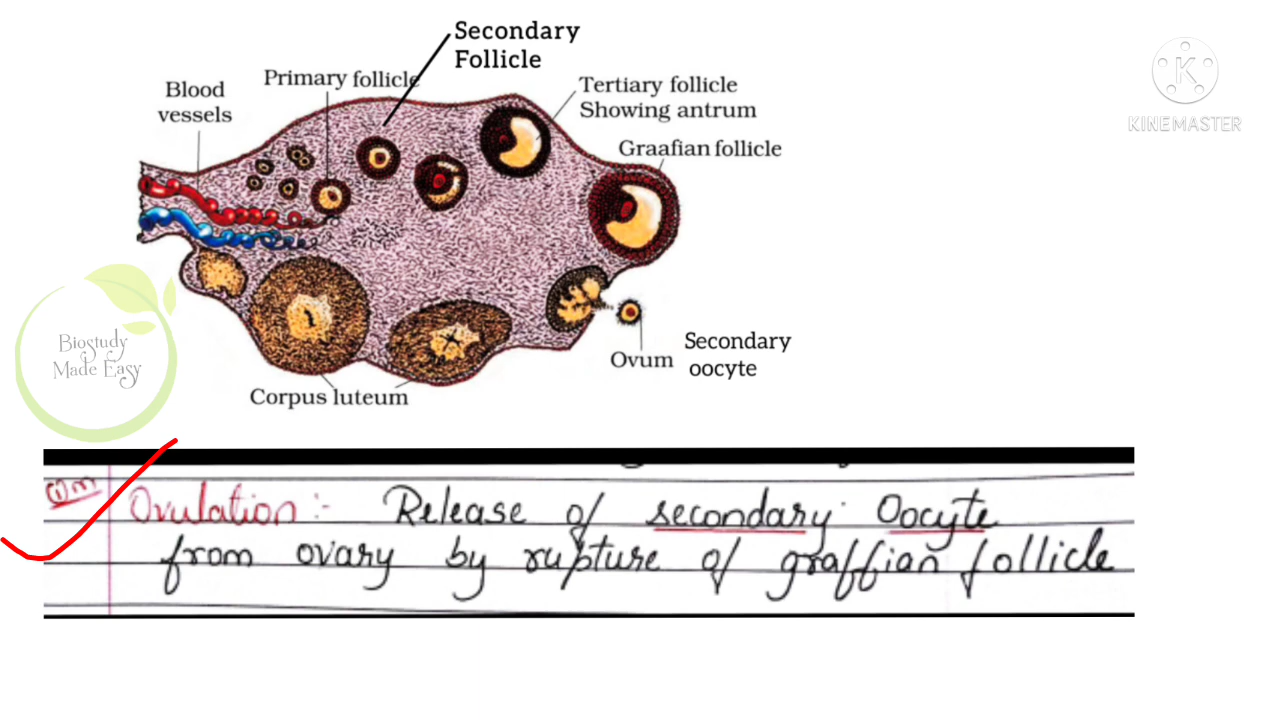 Secondary
Follicle
Primary follicle
Blood
vessels
Tertiary follicle
Showing antrum
Graafian follicle
KINEMASTER
Biostudy
Made Easy
Secondary
oocyte
Ovum
Corpus luteum
(1)m
Ovulation :- Release of secondary Oocyte
from ovary by rupture of graffian follicle